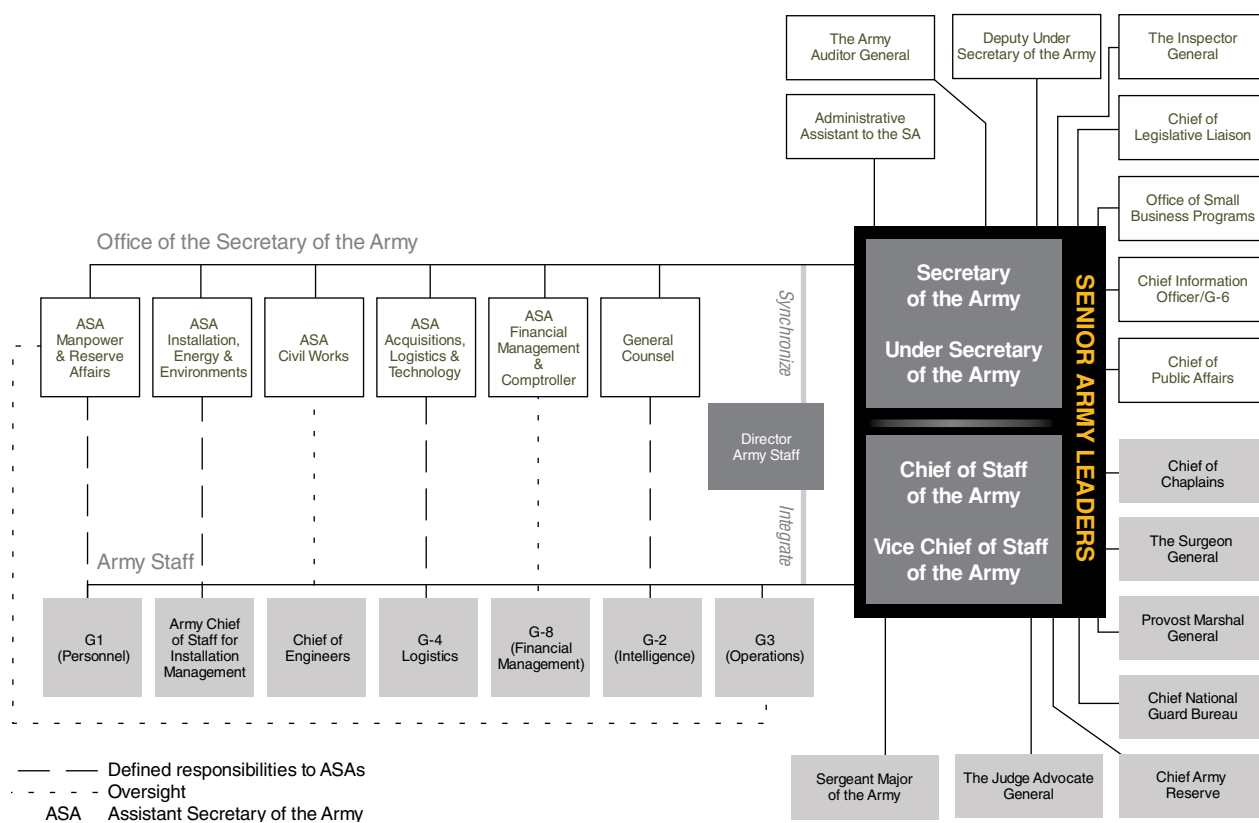 The Army
Auditor General
Deputy Under
Secretary of the Army
The Inspector
General
Administrative
Assistant to the SA
Chief of
Legislative Liaison
Office of Small
Business Programs
Office of the Secretary of the Army
ASA
Manpower
& Reserve
Affairs
ASA
Installation,
Energy &
Environments
ASA
Civil Works
ASA
Acquisitions,
Logistics &
Technology
ASA
Financial
Management
&
Comptroller
General
Counsel
Synchronize
Director
Army Staff
Integrate
Secretary
of the Army
Under Secretary
of the Army
Chief of Staff
of the Army
Vice Chief of Staff
of the Army
SENIOR ARMY LEADERS
Chief Information
Officer/G-6
Chief of
Public Affairs
Chief of
Chaplains
The Surgeon
General
Provost Marshal
General
Chief National
Guard Bureau
Army Staff
G1
(Personnel)
Army Chief
of Staff for
Installation
Management
Chief of
Engineers
G-4
Logistics
G-8
(Financial
Management)
G-2
(Intelligence)
G3
(Operations)
Sergeant Major
of the Army
The Judge Advocate
General
Chief Army
Reserve
Defined responsibilities to ASAs
Oversight
ASA Assistant Secretary of the Army